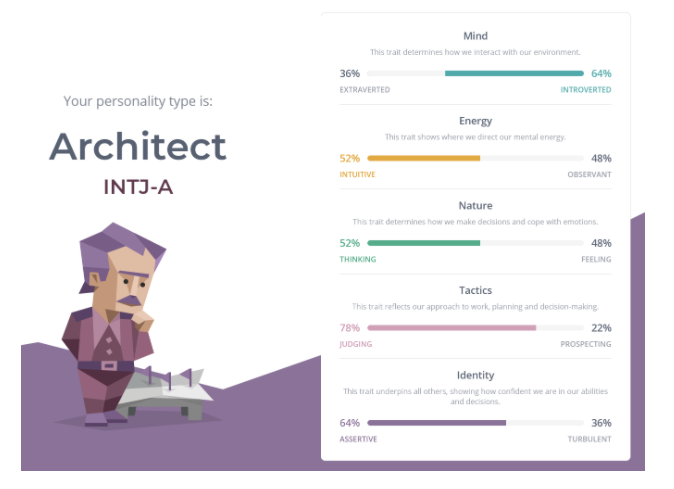 Your personality type is:
Architect
INTJ-A
Mind
This trait determines how we interact with our environment.
36% 64%
EXTRAVERTED INTROVERTED
Energy
This trait shows where we direct our mental energy.
52% 48%
INTUITIVE OBSERVANT
Nature
This trait determines how we make decisions and cope with emotions.
52% 48%
THINKING FEELING
Tactics
This trait reflects our approach to work, planning and decision-making.
78% 22%
JUDGING PROSPECTING
Identity
This trait underpins all others, showing how confident we are in our abilities
and decisions.
64% 36%
ASSERTIVE TURBULENT